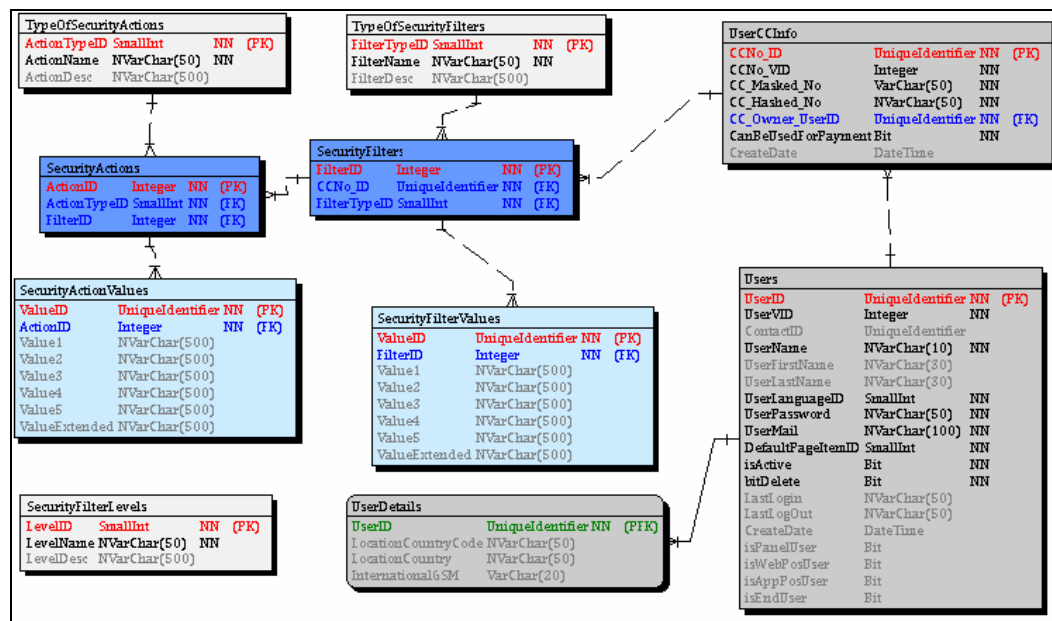 TypeOfSecurityActions
ActionTypeID SmallInt NN (PK)
ActionName NVarChar(50) NN
ActionDesc NVarChar(500)
TypeOfSecurityFilters
FilterTypeID SmallInt NN (PK)
FilterName NVarChar(50) NN
FilterDesc NVarChar(500)
UserCCInfo
CCNo_ID UniqueIdentifier NN (PK)
CCNo_VID Integer NN
CC_Masked_No VarChar(50) NN
CC_Hashed_No NVarChar(50) NN
CC_Owner_UserID UniqueIdentifier NN (FK)
CanBeUsedForPayment Bit NN
CreateDate DateTime
SecurityActions
ActionID Integer NN (PK)
ActionTypeID SmallInt NN (FK)
FilterID Integer NN (FK)
SecurityFilters
FilterID Integer NN (PK)
CCNo_ID UniqueIdentifier NN (FK)
FilterTypeID SmallInt NN (FK)
SecurityActionValues
ValueID UniqueIdentifier NN (PK)
ActionID Integer NN (FK)
Value1 NVarChar(500)
Value2 NVarChar(500)
Value3 NVarChar(500)
Value4 NVarChar(500)
Value5 NVarChar(500)
ValueExtended NVarChar(500)
SecurityFilterValues
ValueID UniqueIdentifier NN (PK)
FilterID Integer NN (FK)
Value1 NVarChar(500)
Value2 NVarChar(500)
Value3 NVarChar(500)
Value4 NVarChar(500)
Value5 NVarChar(500)
ValueExtended NVarChar(500)
Users
UserID UniqueIdentifier NN (PK)
UserVID Integer NN
ContactID UniqueIdentifier
UserName NVarChar(10) NN
UserFirstName NVarChar(30)
UserLastName NVarChar(30)
UserLanguageID SmallInt NN
UserPassword NVarChar(50) NN
UserMail NVarChar(100) NN
DefaultPageItemID SmallInt NN
isActive Bit NN
bitDelete Bit NN
LastLogin NVarChar(50)
LastLogOut NVarChar(50)
CreateDate DateTime
isPanelUser Bit
isWebPosUser Bit
isAppPosUser Bit
isEndUser Bit
SecurityFilterLevels
LevelID SmallInt NN (PK)
LevelName NVarChar(50) NN
LevelDesc NVarChar(500)
UserDetails
UserID UniqueIdentifier NN (PFK)
LocationCountryCode NVarChar(50)
LocationCountry NVarChar(50)
InternationalGSM VarChar(20)